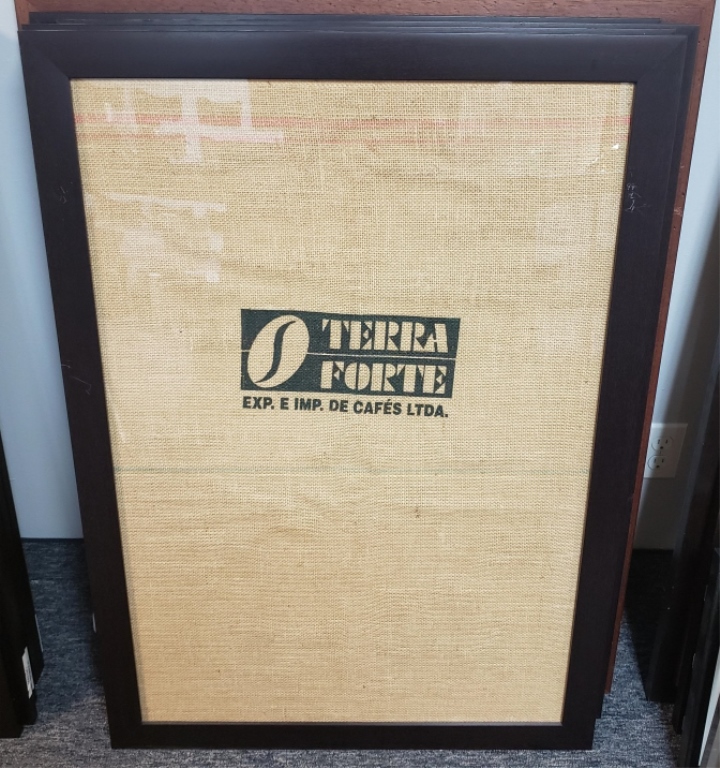 TERRA
FORTE
EXP. E IMP. DE CAFÉS LTDA.